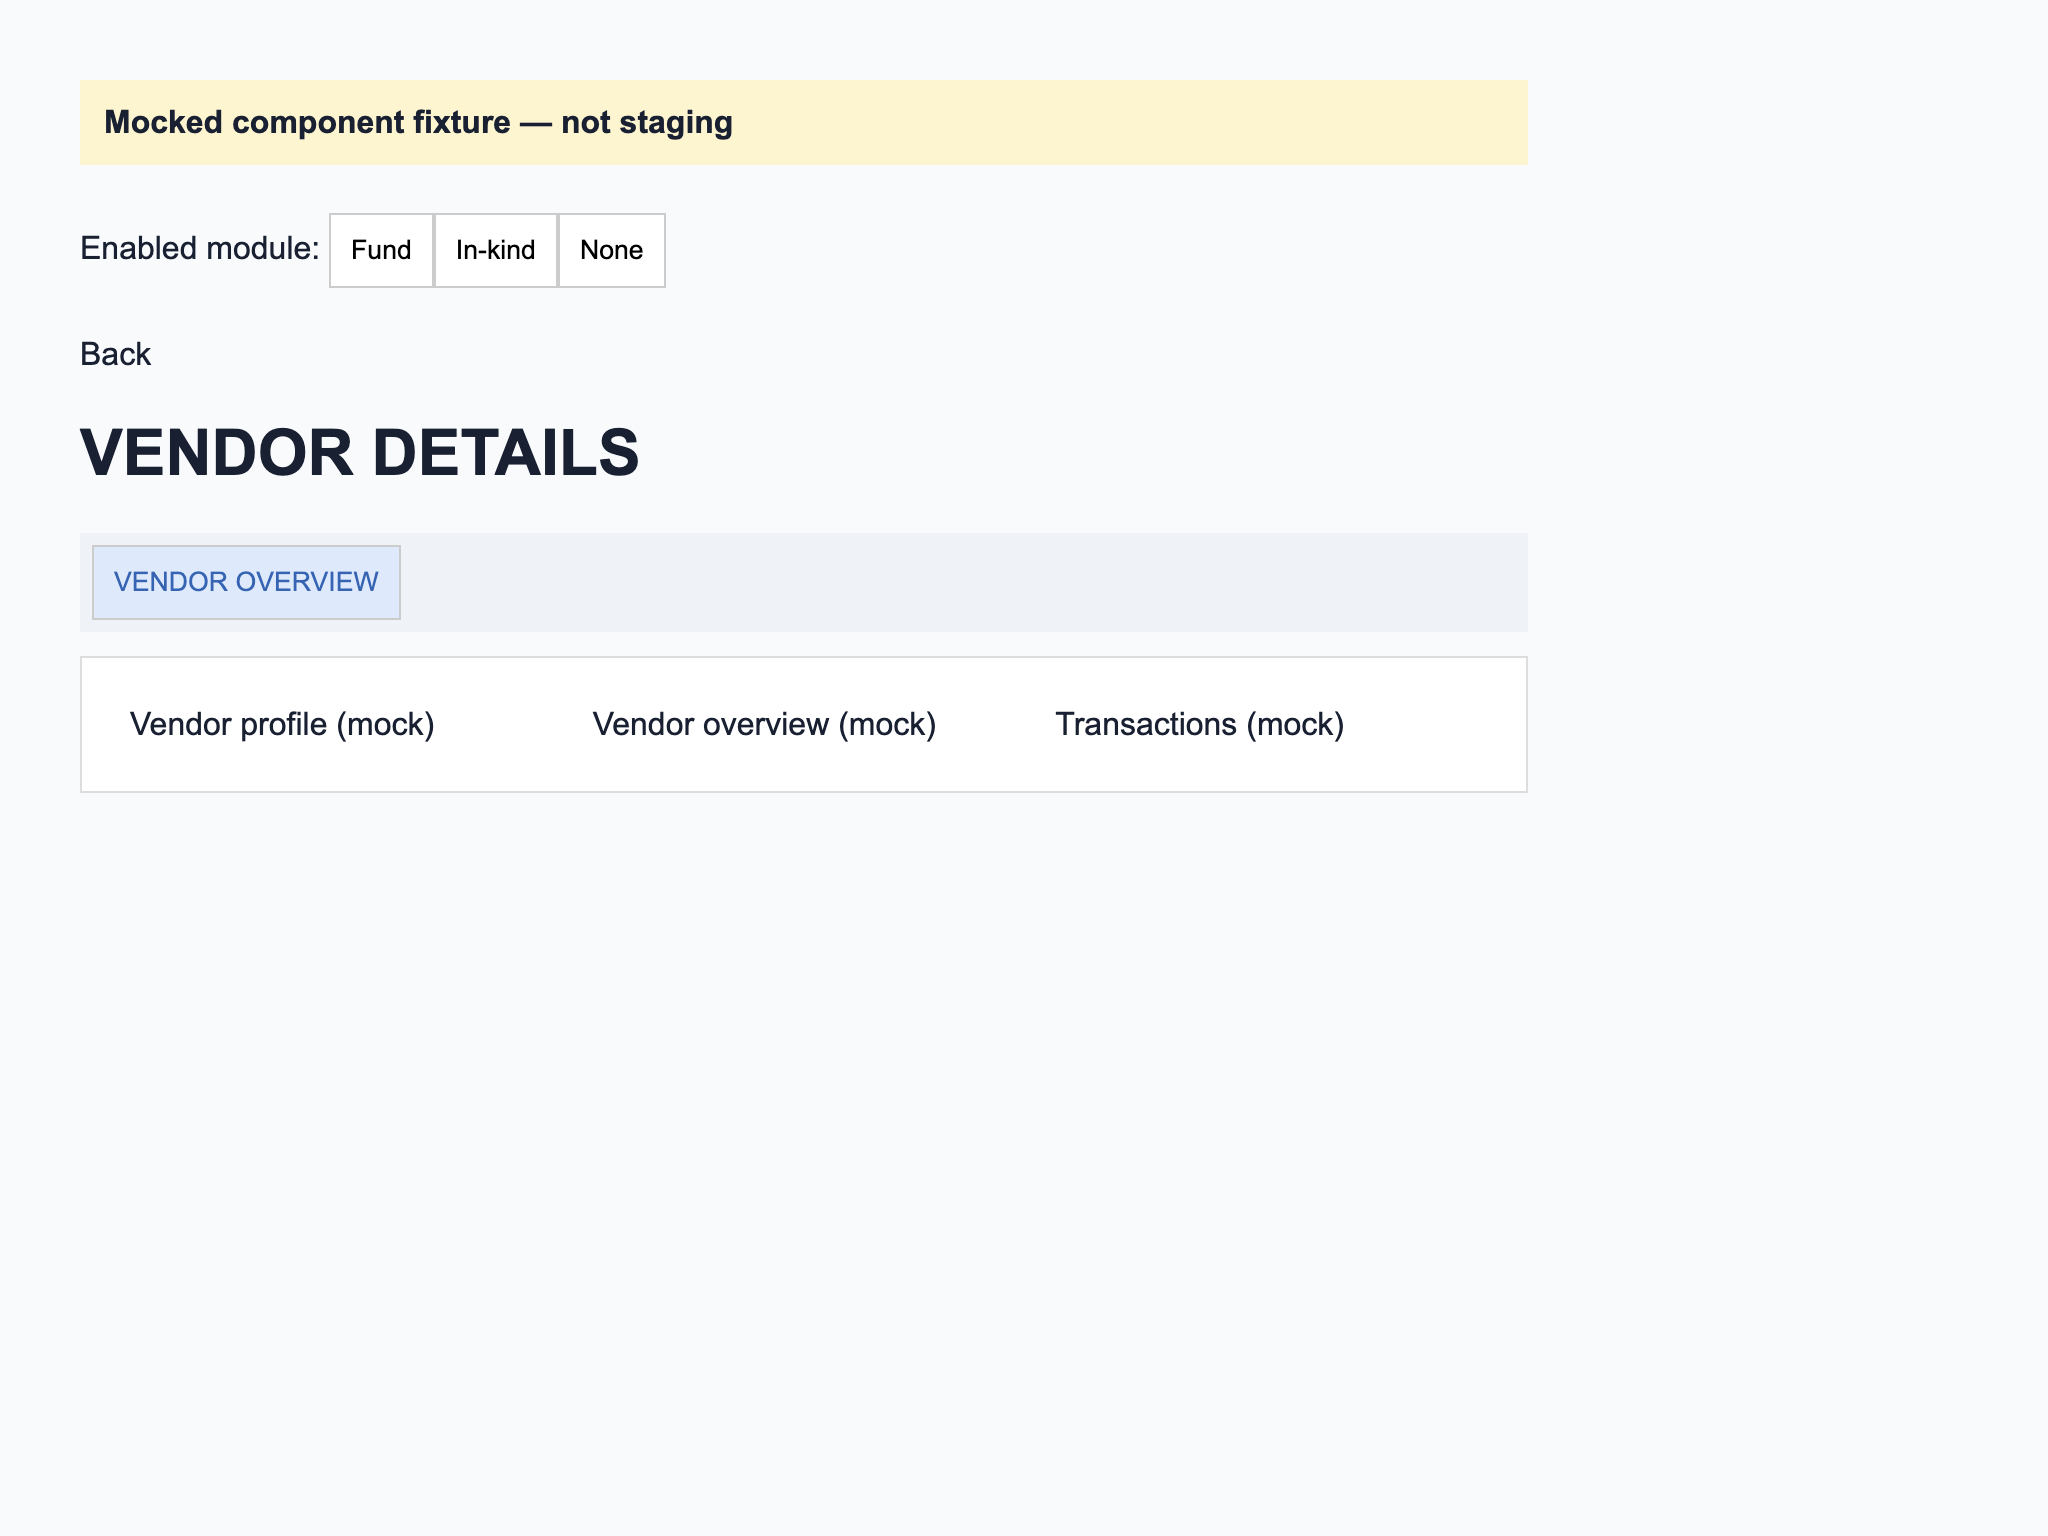 Mocked component fixture — not staging
Enabled module: Fund In-kind None
Back
VENDOR DETAILS
VENDOR OVERVIEW
Vendor profile (mock) Vendor overview (mock) Transactions (mock)